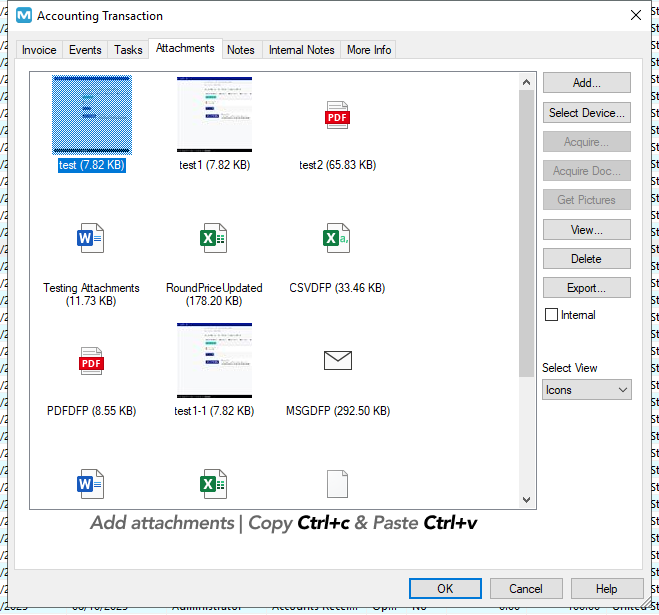 Accounting Transaction
Invoice Events Tasks Attachments Notes Internal Notes More Info
test (7.82 KB) test1 (7.82 KB) test2 (65.83 KB)
PDF
Testing Attachments
(11.73 KB)
RoundPriceUpdated
(178.20 KB)
CSVDFP (33.46 KB)
PDF
PDFDFP (8.55 KB) test1-1 (7.82 KB) MSGDFP (292.50 KB)
Add attachments | Copy Ctrl+c & Paste Ctrl+v
Add...
Select Device...
Acquire...
Acquire Doc...
Get Pictures
View...
Delete
Export...
Internal
Select View
Icons
OK Cancel Help